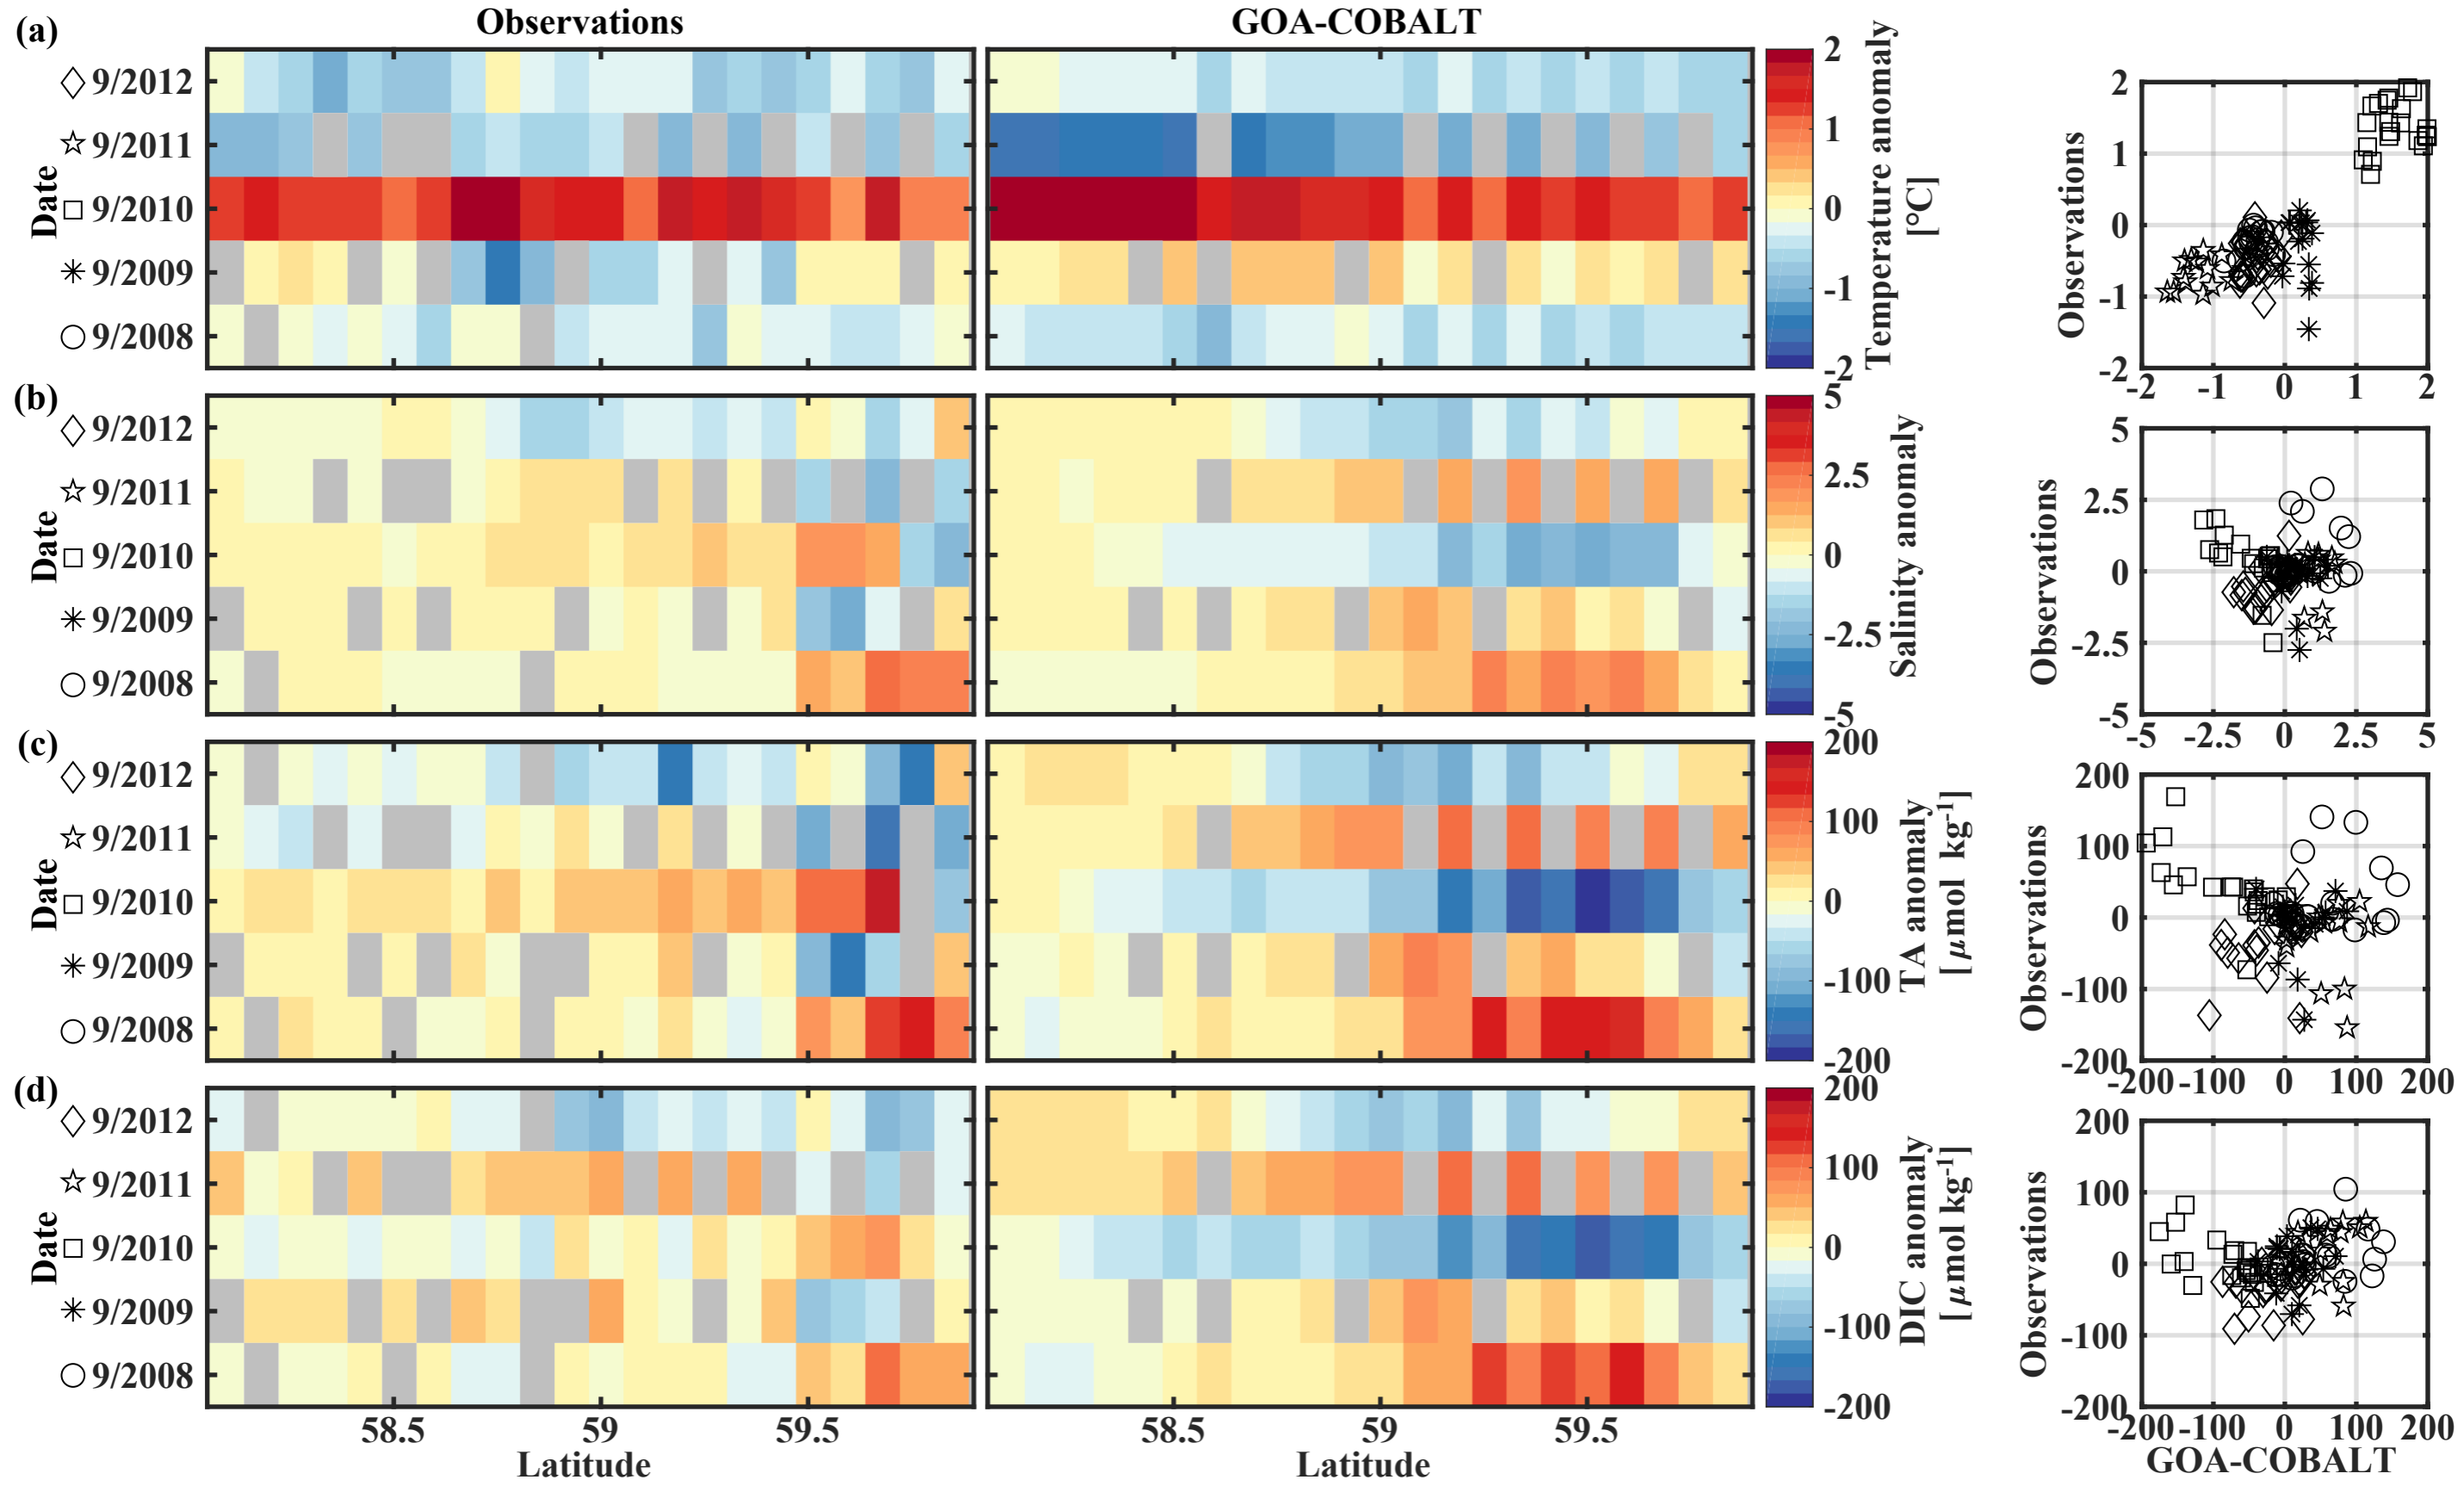 Observations GOA-COBALT
(a)
9/2012
9/2011
9/2010
9/2009
9/2008
Date
2
1
0
-1
-2
Temperature anomaly
[°C]
Observations
2
1
0
-1
-2
-2 -1 0 1 2
(b)
9/2012
9/2011
9/2010
9/2009
9/2008
Date
5
2.5
0
-2.5
-5
Salinity anomaly
Observations
5
2.5
0
-2.5
-5
-5 -2.5 0 2.5 5
(c)
9/2012
9/2011
9/2010
9/2009
9/2008
Date
200
100
0
-100
-200
TA anomaly
[μmol kg⁻¹]
Observations
200
100
0
-100
-200
-200 -100 0 100 200
(d)
9/2012
9/2011
9/2010
9/2009
9/2008
Date
58.5 59 59.5
Latitude
58.5 59 59.5
Latitude
200
100
0
-100
-200
DIC anomaly
[μmol kg⁻¹]
Observations
200
100
0
-100
-200
-200 -100 0 100 200
GOA-COBALT